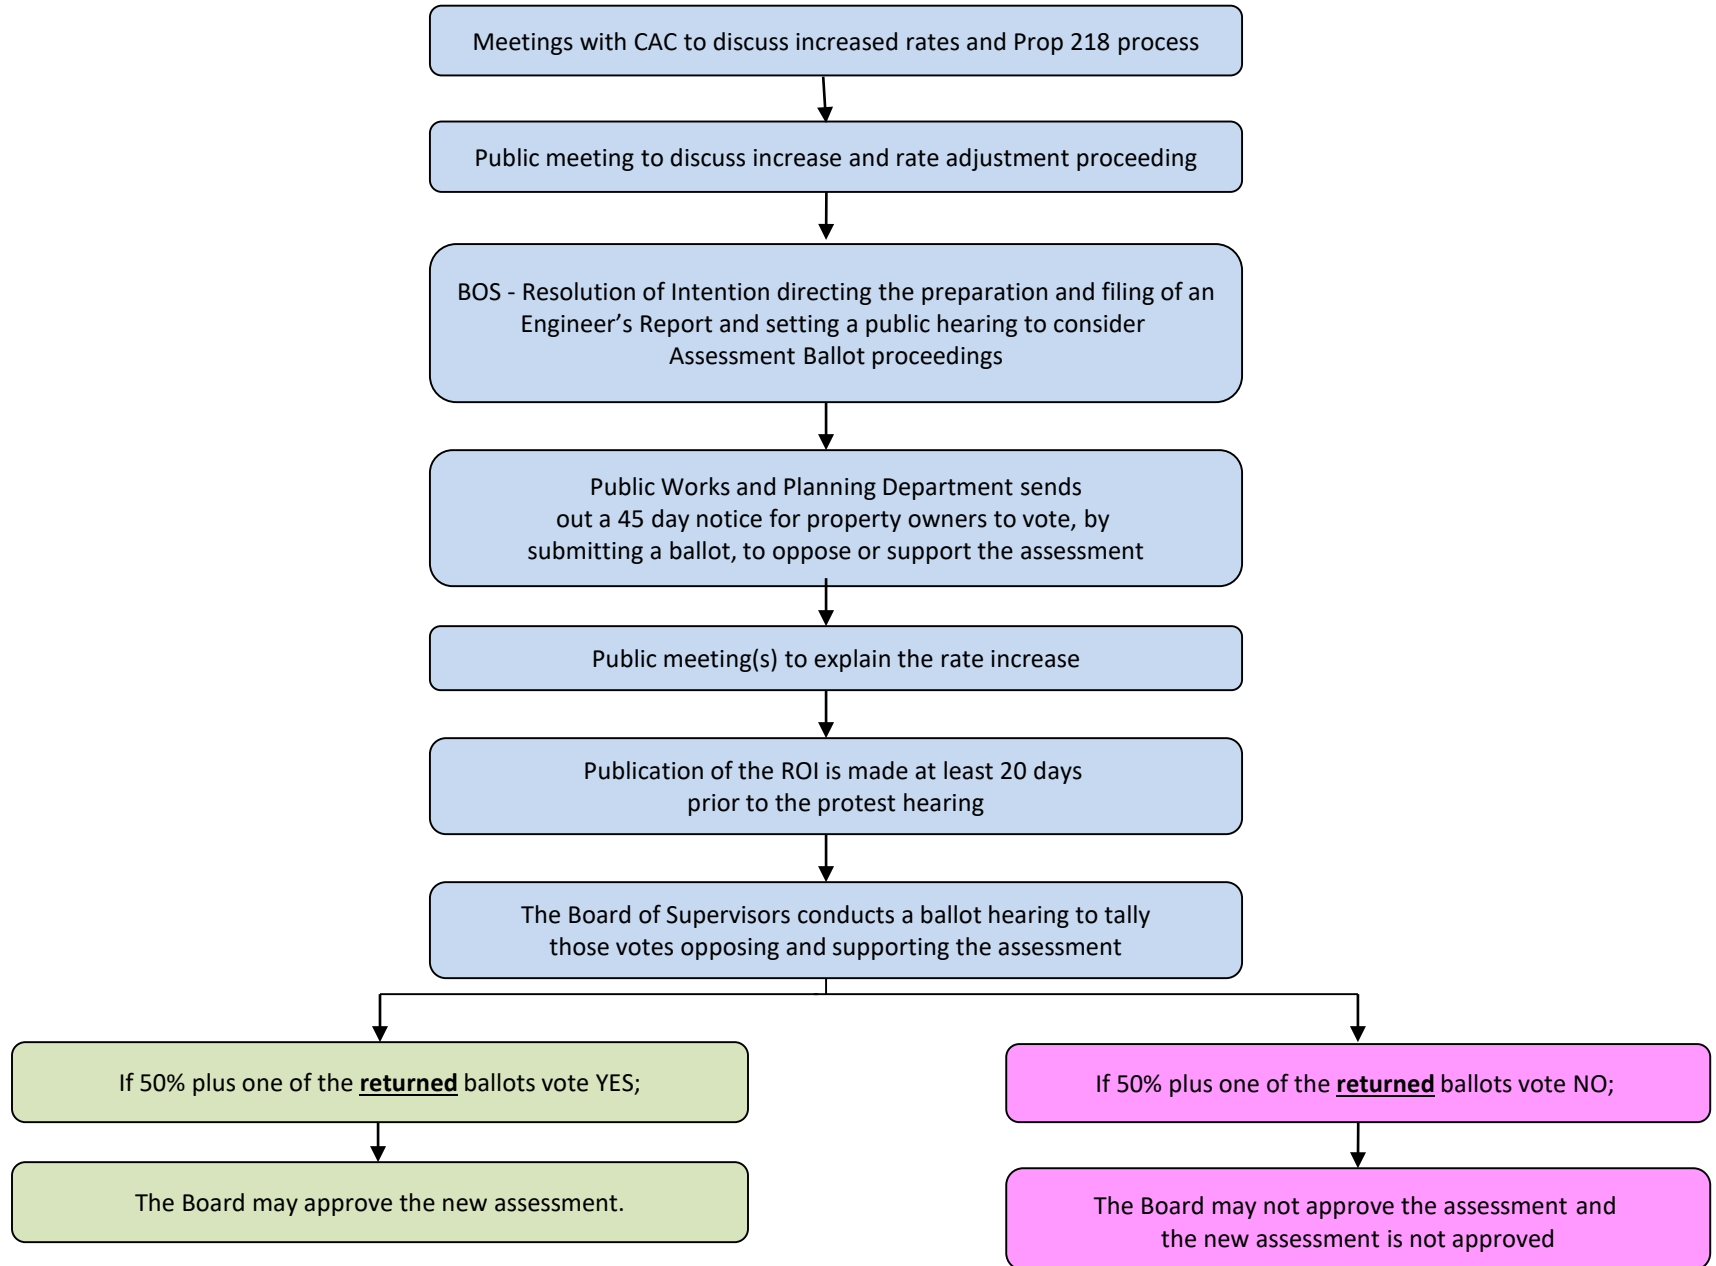 Meetings with CAC to discuss increased rates and Prop 218 process
Public meeting to discuss increase and rate adjustment proceeding
BOS - Resolution of Intention directing the preparation and filing of an
Engineer’s Report and setting a public hearing to consider
Assessment Ballot proceedings
Public Works and Planning Department sends
out a 45 day notice for property owners to vote, by
submitting a ballot, to oppose or support the assessment
Public meeting(s) to explain the rate increase
Publication of the ROI is made at least 20 days
prior to the protest hearing
The Board of Supervisors conducts a ballot hearing to tally
those votes opposing and supporting the assessment
If 50% plus one of the returned ballots vote YES;
The Board may approve the new assessment.
If 50% plus one of the returned ballots vote NO;
The Board may not approve the assessment and
the new assessment is not approved